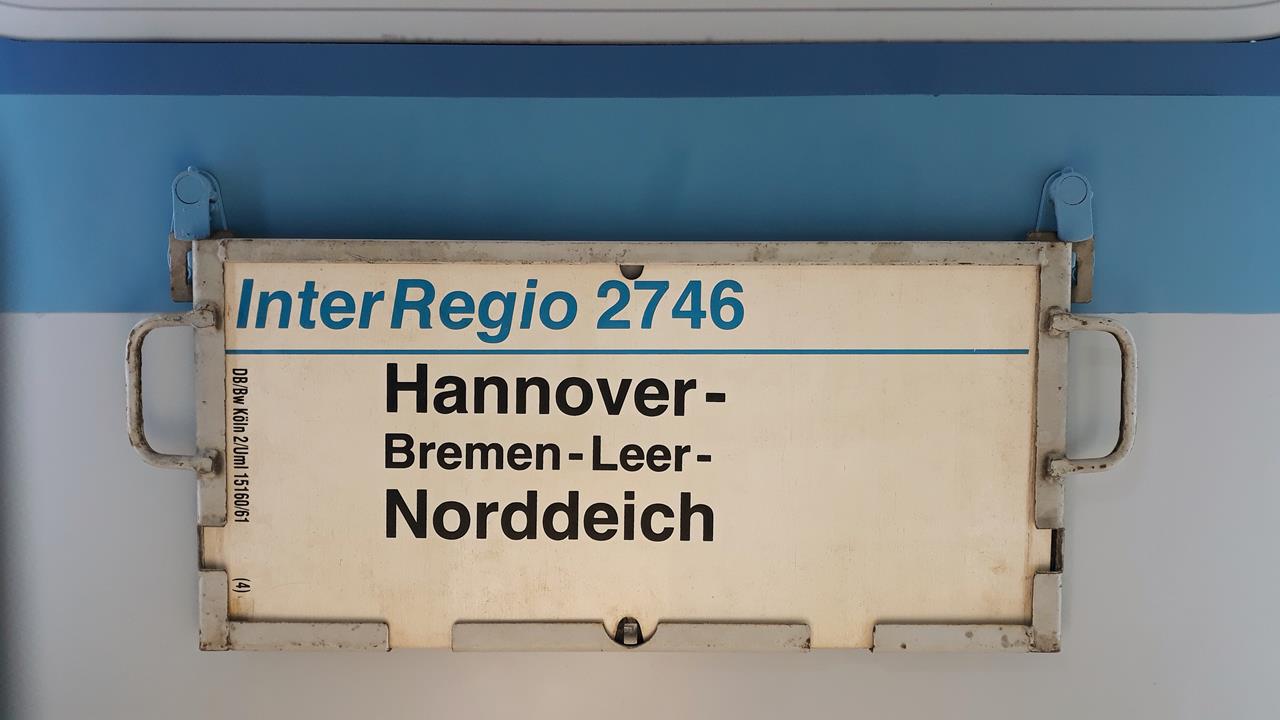 InterRegio 2746
Hannover-
Bremen-Leer-
Norddeich
DB/Bw Köln 2/Uml 15160/61
(4)